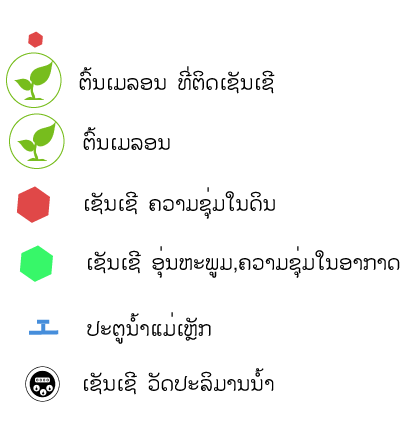 ຕົ້ນເມລອນ ທີ່ຕິດເຊັນເຊີ
ຕົ້ນເມລອນ
ເຊັນເຊີ ຄວາມຊຸ່ມໃນດິນ
ເຊັນເຊີ ອຸ່ນຫະພູມ,ຄວາມຊຸ່ມໃນອາກາດ
ປະຕູນ້ຳແມ່ເຫຼັກ
ເຊັນເຊີ ວັດປະລິມານນ້ຳ